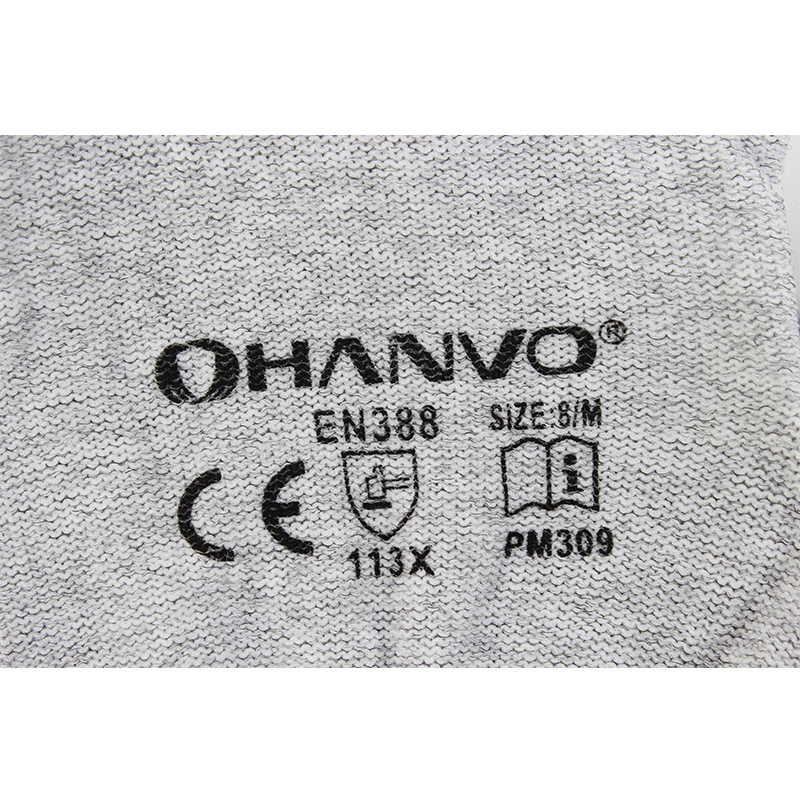 OHANVO®
EN388 SIZE:8/M
CE i
113X PM309